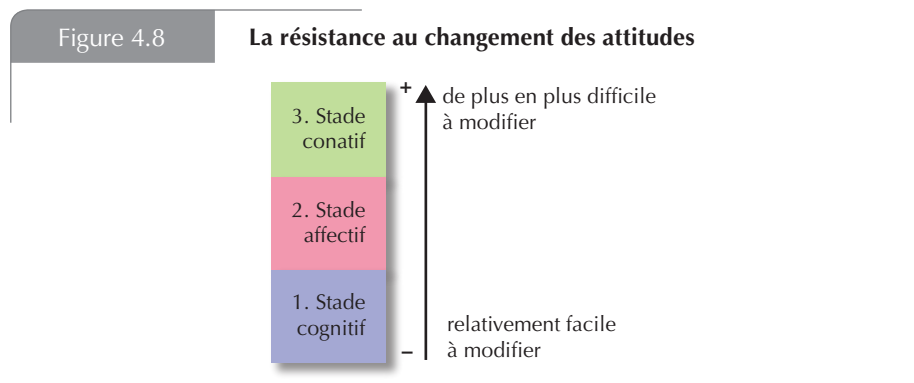 Figure 4.8
La résistance au changement des attitudes
3. Stade
conatif
2. Stade
affectif
1. Stade
cognitif
+
de plus en plus difficile
à modifier
relativement facile
à modifier
–